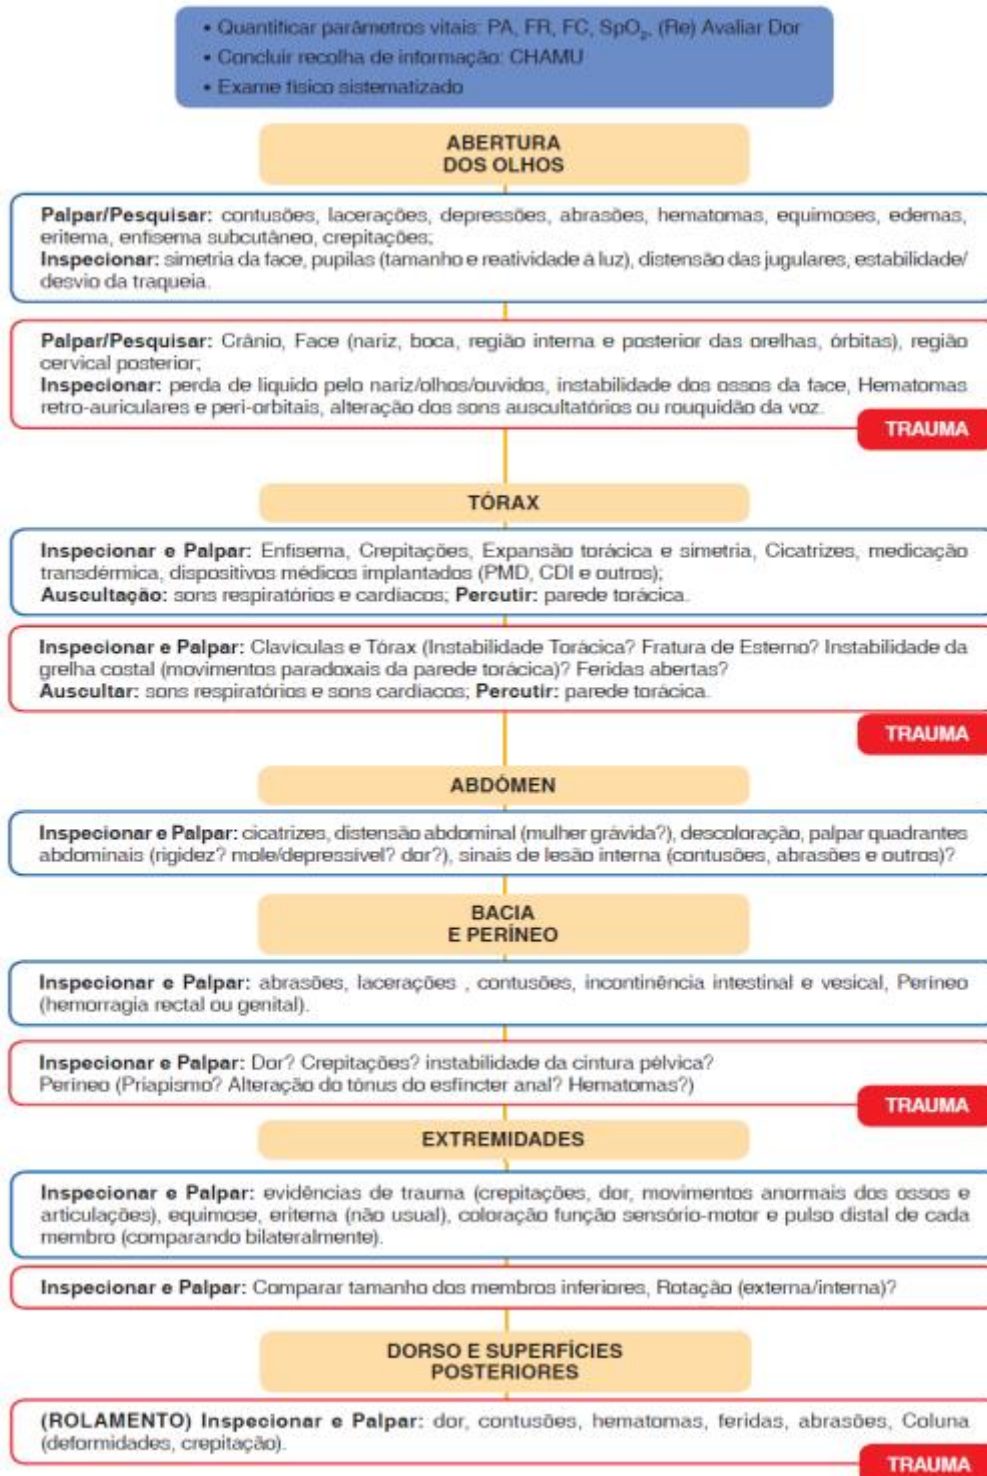 • Quantificar parâmetros vitais: PA, FR, FC, SpO₂, (Re) Avaliar Dor
• Concluir recolha de informação: CHAMU
• Exame físico sistematizado
ABERTURA
DOS OLHOS
Palpar/Pesquisar: contusões, lacerações, depressões, abrasões, hematomas, equimoses, edemas,
eritema, enfisema subcutâneo, crepitações;
Inspecionar: simetria da face, pupilas (tamanho e reatividade à luz), distensão das jugulares, estabilidade/
desvio da traqueia.
Palpar/Pesquisar: Crânio, Face (nariz, boca, região interna e posterior das orelhas, órbitas), região
cervical posterior;
Inspecionar: perda de liquido pelo nariz/olhos/ouvidos, instabilidade dos ossos da face, Hematomas
retro-auriculares e peri-orbitais, alteração dos sons auscultatórios ou rouquidão da voz.
TRAUMA
TÓRAX
Inspecionar e Palpar: Enfisema, Crepitações, Expansão torácica e simetria, Cicatrizes, medicação
transdérmica, dispositivos médicos implantados (PMD, CDI e outros);
Auscultação: sons respiratórios e cardíacos; Percutir: parede torácica.
Inspecionar e Palpar: Clavículas e Tórax (Instabilidade Torácica? Fratura de Esterno? Instabilidade da
grelha costal (movimentos paradoxais da parede torácica)? Feridas abertas?
Auscultar: sons respiratórios e sons cardíacos; Percutir: parede torácica.
TRAUMA
ABDÓMEN
Inspecionar e Palpar: cicatrizes, distensão abdominal (mulher grávida?), descoloração, palpar quadrantes
abdominais (rigidez? mole/depressível? dor?), sinais de lesão interna (contusões, abrasões e outros)?
BACIA
E PERÍNEO
Inspecionar e Palpar: abrasões, lacerações , contusões, incontinência intestinal e vesical, Períneo
(hemorragia rectal ou genital).
Inspecionar e Palpar: Dor? Crepitações? instabilidade da cintura pélvica?
Períneo (Priapismo? Alteração do tónus do esfíncter anal? Hematomas?)
TRAUMA
EXTREMIDADES
Inspecionar e Palpar: evidências de trauma (crepitações, dor, movimentos anormais dos ossos e
articulações), equimose, eritema (não usual), coloração função sensório-motor e pulso distal de cada
membro (comparando bilateralmente).
Inspecionar e Palpar: Comparar tamanho dos membros inferiores, Rotação (externa/interna)?
DORSO E SUPERFÍCIES
POSTERIORES
(ROLAMENTO) Inspecionar e Palpar: dor, contusões, hematomas, feridas, abrasões, Coluna
(deformidades, crepitação).
TRAUMA